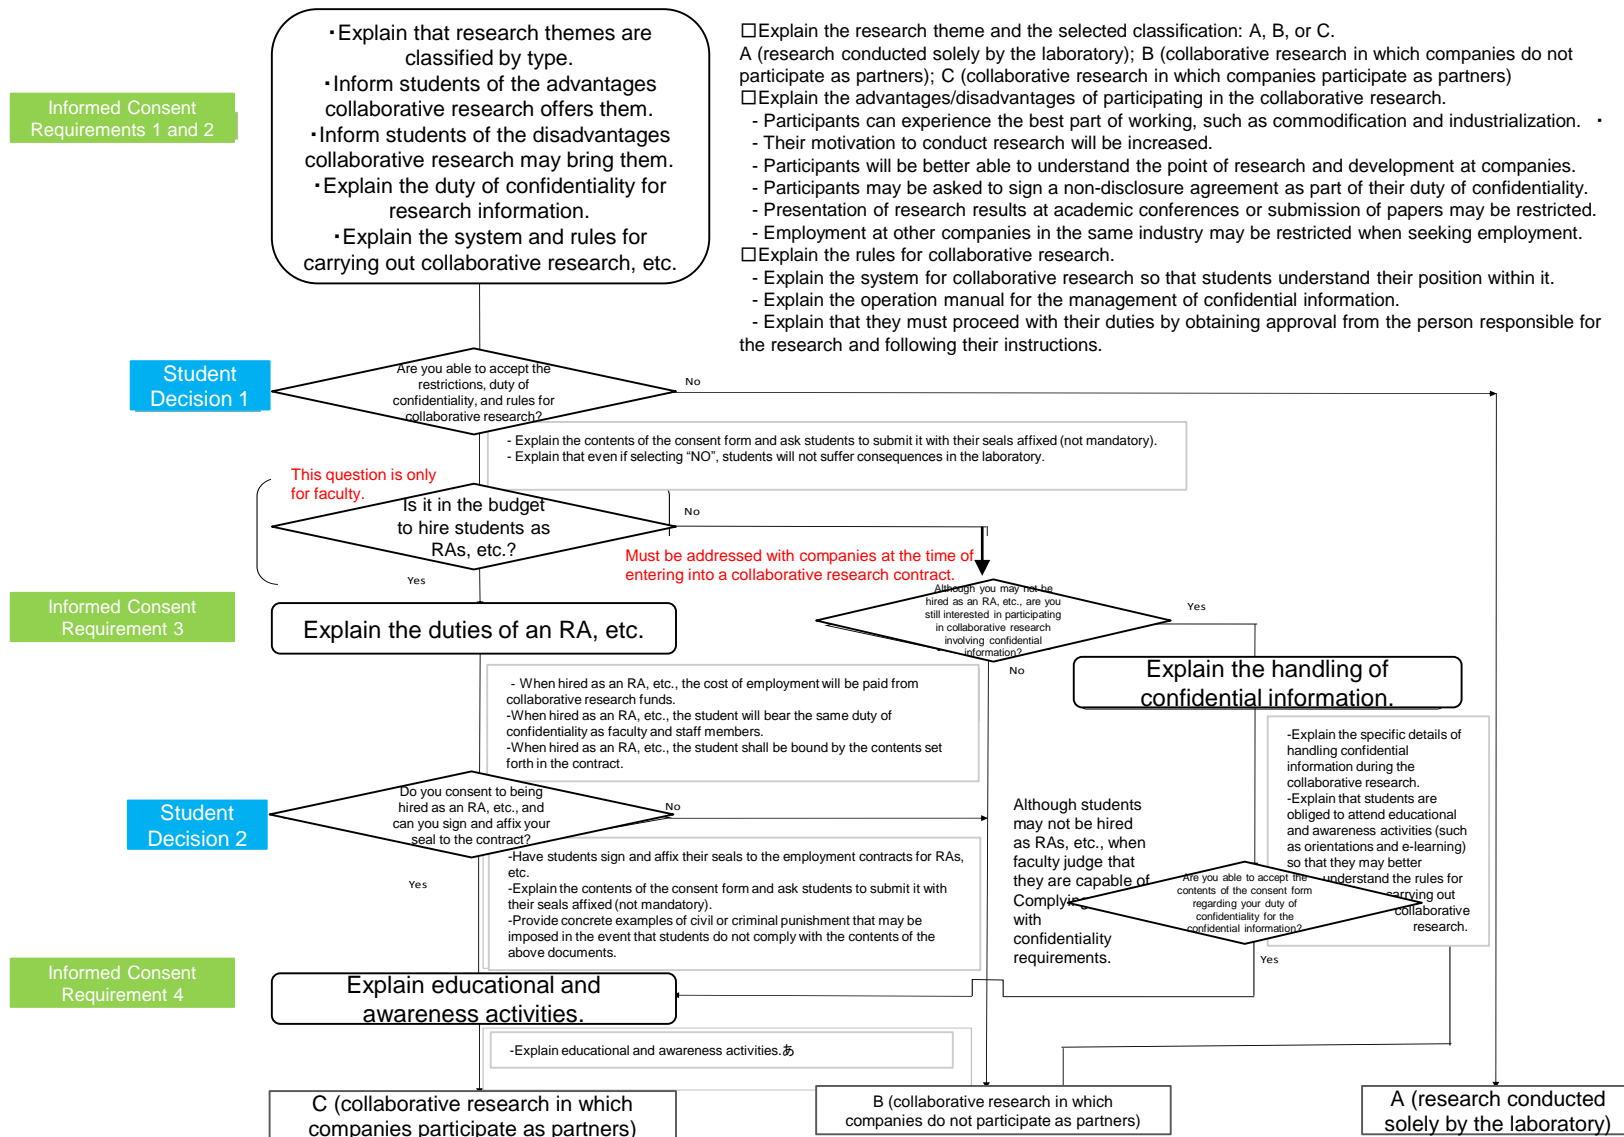 ・Explain that research themes are
classified by type.
・Inform students of the advantages
collaborative research offers them.
・Inform students of the disadvantages
collaborative research may bring them.
・Explain the duty of confidentiality for
research information.
・Explain the system and rules for
carrying out collaborative research, etc.
□Explain the research theme and the selected classification: A, B, or C.
A (research conducted solely by the laboratory); B (collaborative research in which companies do not
participate as partners); C (collaborative research in which companies participate as partners)
□Explain the advantages/disadvantages of participating in the collaborative research.
- Participants can experience the best part of working, such as commodification and industrialization. ・
- Their motivation to conduct research will be increased.
- Participants will be better able to understand the point of research and development at companies.
- Participants may be asked to sign a non-disclosure agreement as part of their duty of confidentiality.
- Presentation of research results at academic conferences or submission of papers may be restricted.
- Employment at other companies in the same industry may be restricted when seeking employment.
□Explain the rules for collaborative research.
- Explain the system for collaborative research so that students understand their position within it.
- Explain the operation manual for the management of confidential information.
- Explain that they must proceed with their duties by obtaining approval from the person responsible for
the research and following their instructions.
Informed Consent
Requirements 1 and 2
Student
Decision 1
Are you able to accept the
restrictions, duty of
confidentiality, and rules for
collaborative research?
No
- Explain the contents of the consent form and ask students to submit it with their seals affixed (not mandatory).
- Explain that even if selecting “NO”, students will not suffer consequences in the laboratory.
This question is only
for faculty.
Is it in the budget
to hire students as
RAs, etc.?
No
Yes
Must be addressed with companies at the time of
entering into a collaborative research contract.
Although you may not be
hired as an RA, etc., are you
still interested in participating
in collaborative research
involving confidential
information?
Yes
No
Informed Consent
Requirement 3
Explain the duties of an RA, etc.
Explain the handling of
confidential information.
- When hired as an RA, etc., the cost of employment will be paid from
collaborative research funds.
-When hired as an RA, etc., the student will bear the same duty of
confidentiality as faculty and staff members.
-When hired as an RA, etc., the student shall be bound by the contents set
forth in the contract.
-Explain the specific details of
handling confidential
information during the
collaborative research.
-Explain that students are
obliged to attend educational
and awareness activities (such
as orientations and e-learning)
so that they may better
understand the rules for
carrying out
collaborative
research.
Student
Decision 2
Do you consent to being
hired as an RA, etc., and
can you sign and affix your
seal to the contract?
No
Yes
Although students
may not be hired
as RAs, etc., when
faculty judge that
they are capable of
Complying
with
confidentiality
requirements.
Are you able to accept the
contents of the consent form
regarding your duty of
confidentiality for the
confidential information?
Yes
-Have students sign and affix their seals to the employment contracts for RAs,
etc.
-Explain the contents of the consent form and ask students to submit it with
their seals affixed (not mandatory).
-Provide concrete examples of civil or criminal punishment that may be
imposed in the event that students do not comply with the contents of the
above documents.
Informed Consent
Requirement 4
Explain educational and
awareness activities.
-Explain educational and awareness activities.あ
C (collaborative research in which
companies participate as partners)
B (collaborative research in which
companies do not participate as partners)
A (research conducted
solely by the laboratory)